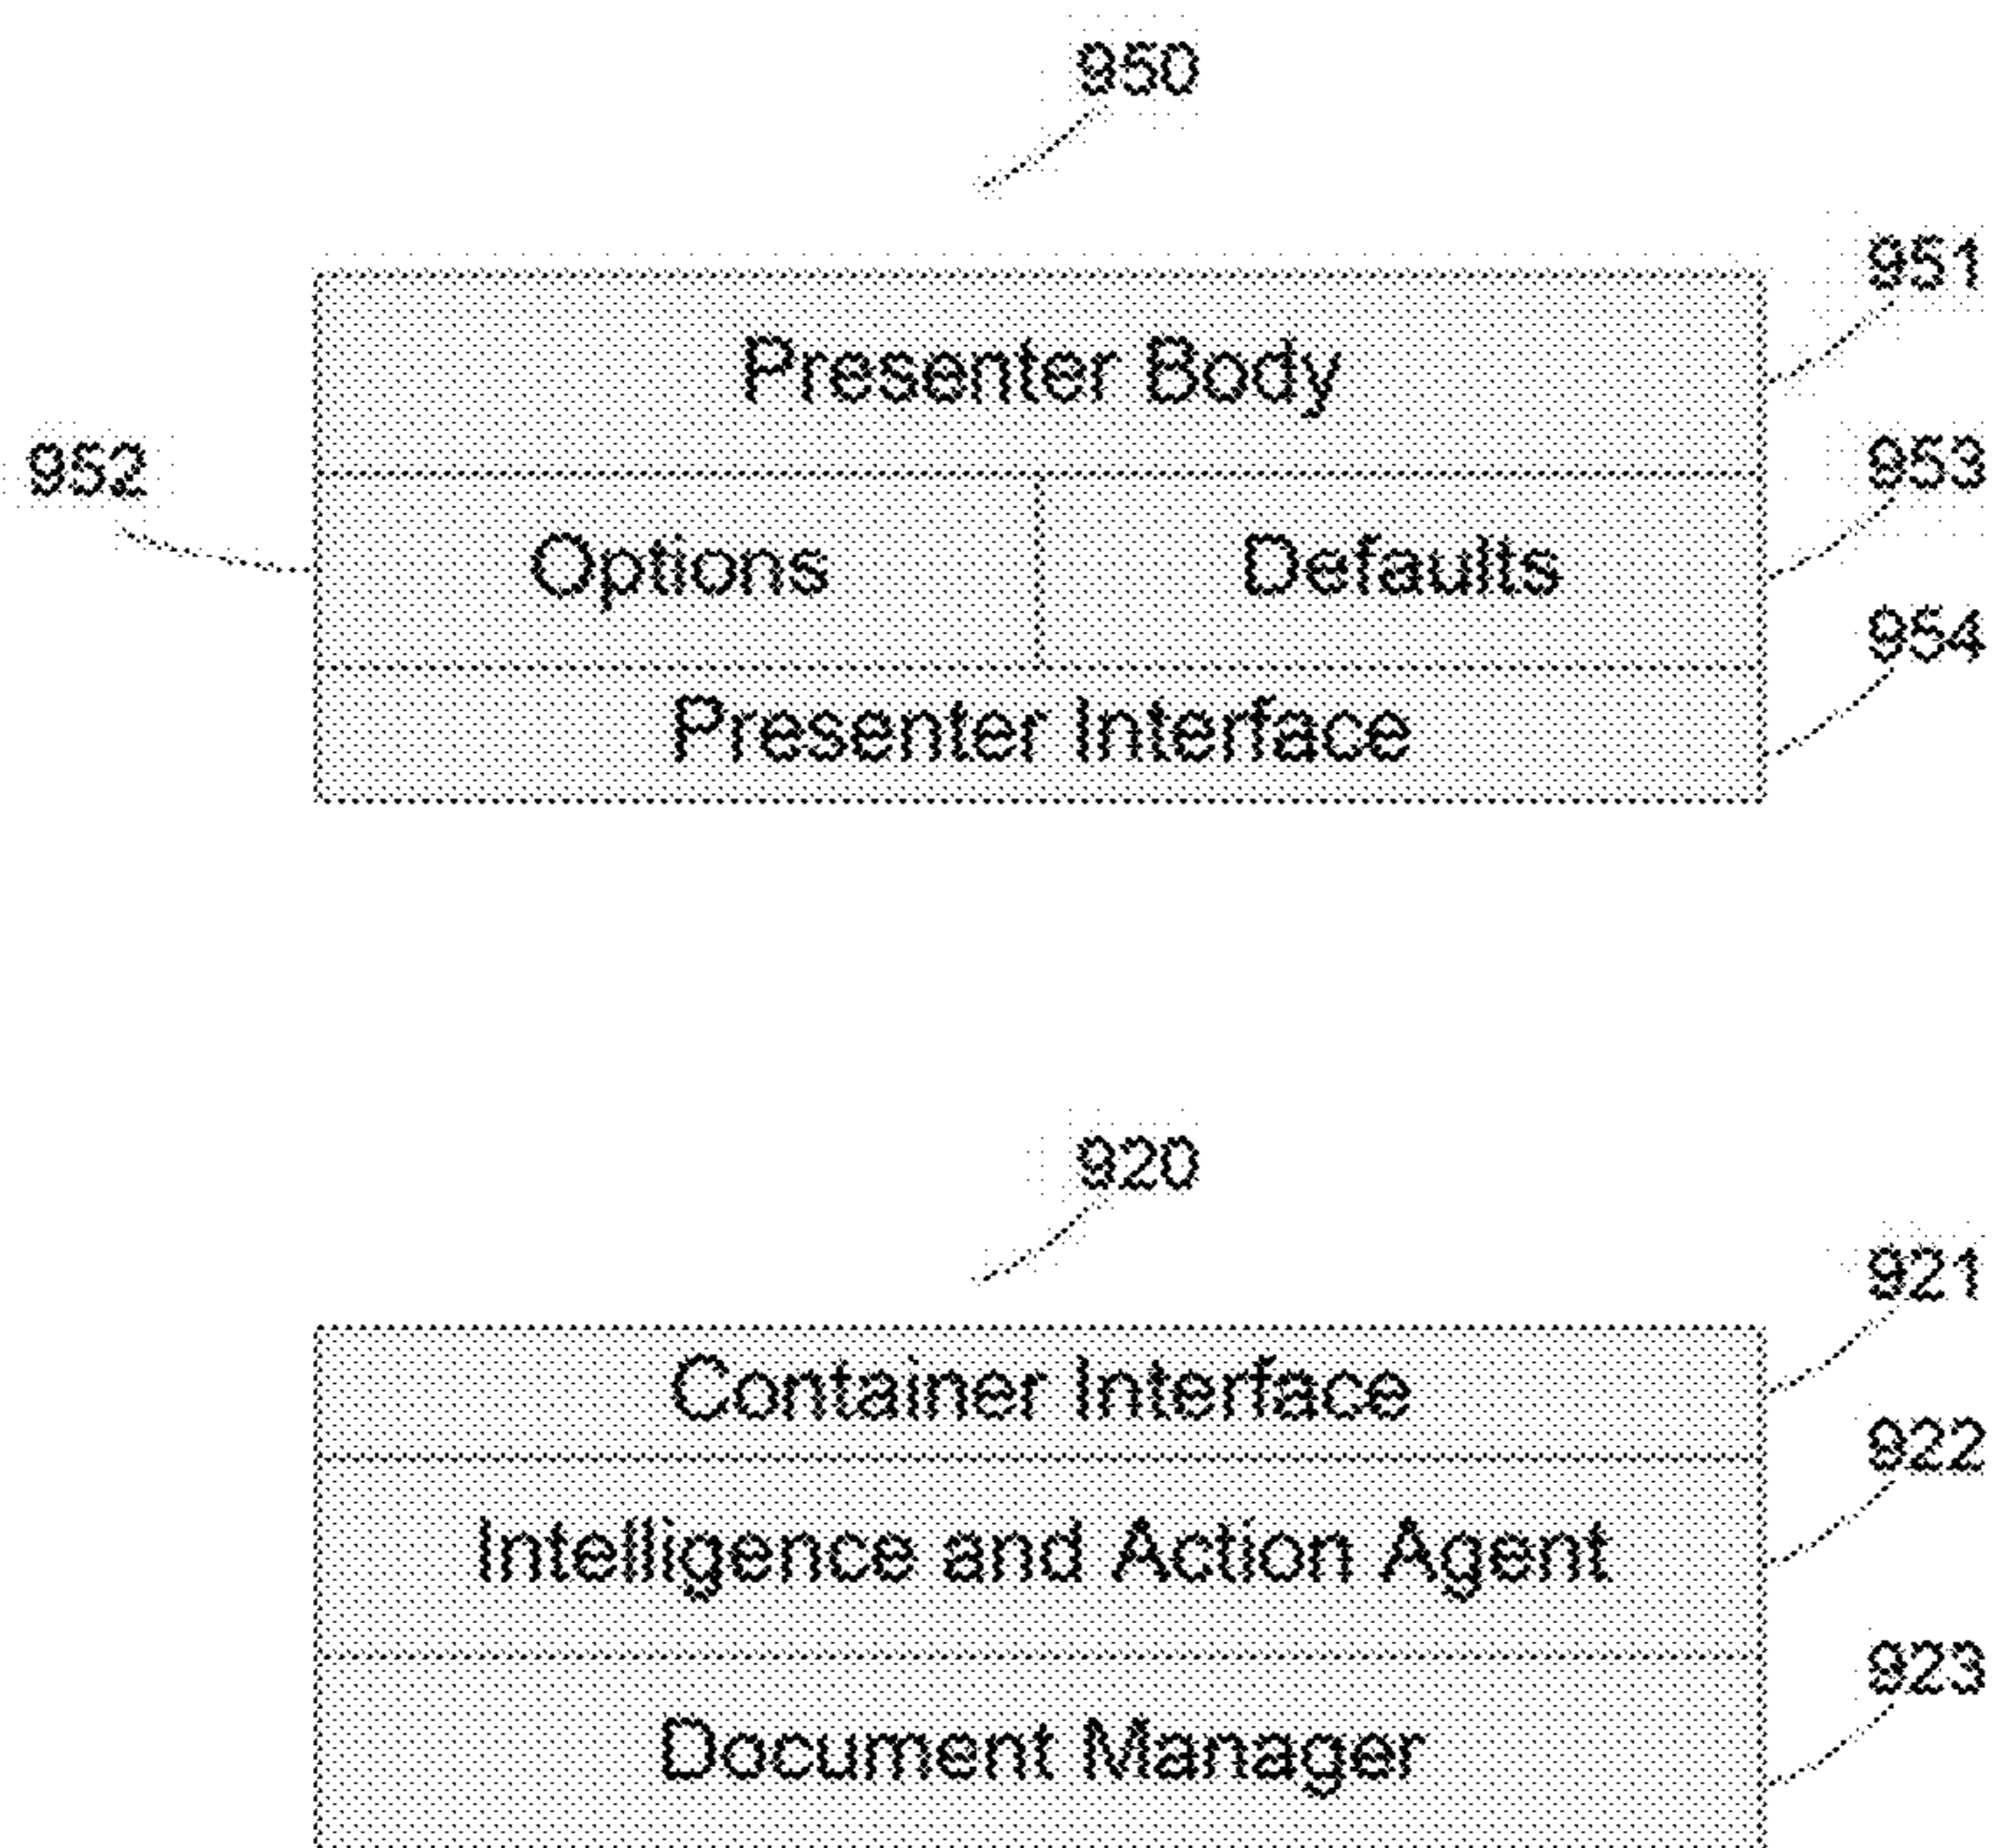 950
951
Presenter Body
952
953
Options Defaults
954
Presenter Interface
920
921
Container Interface
922
Intelligence and Action Agent
923
Document Manager